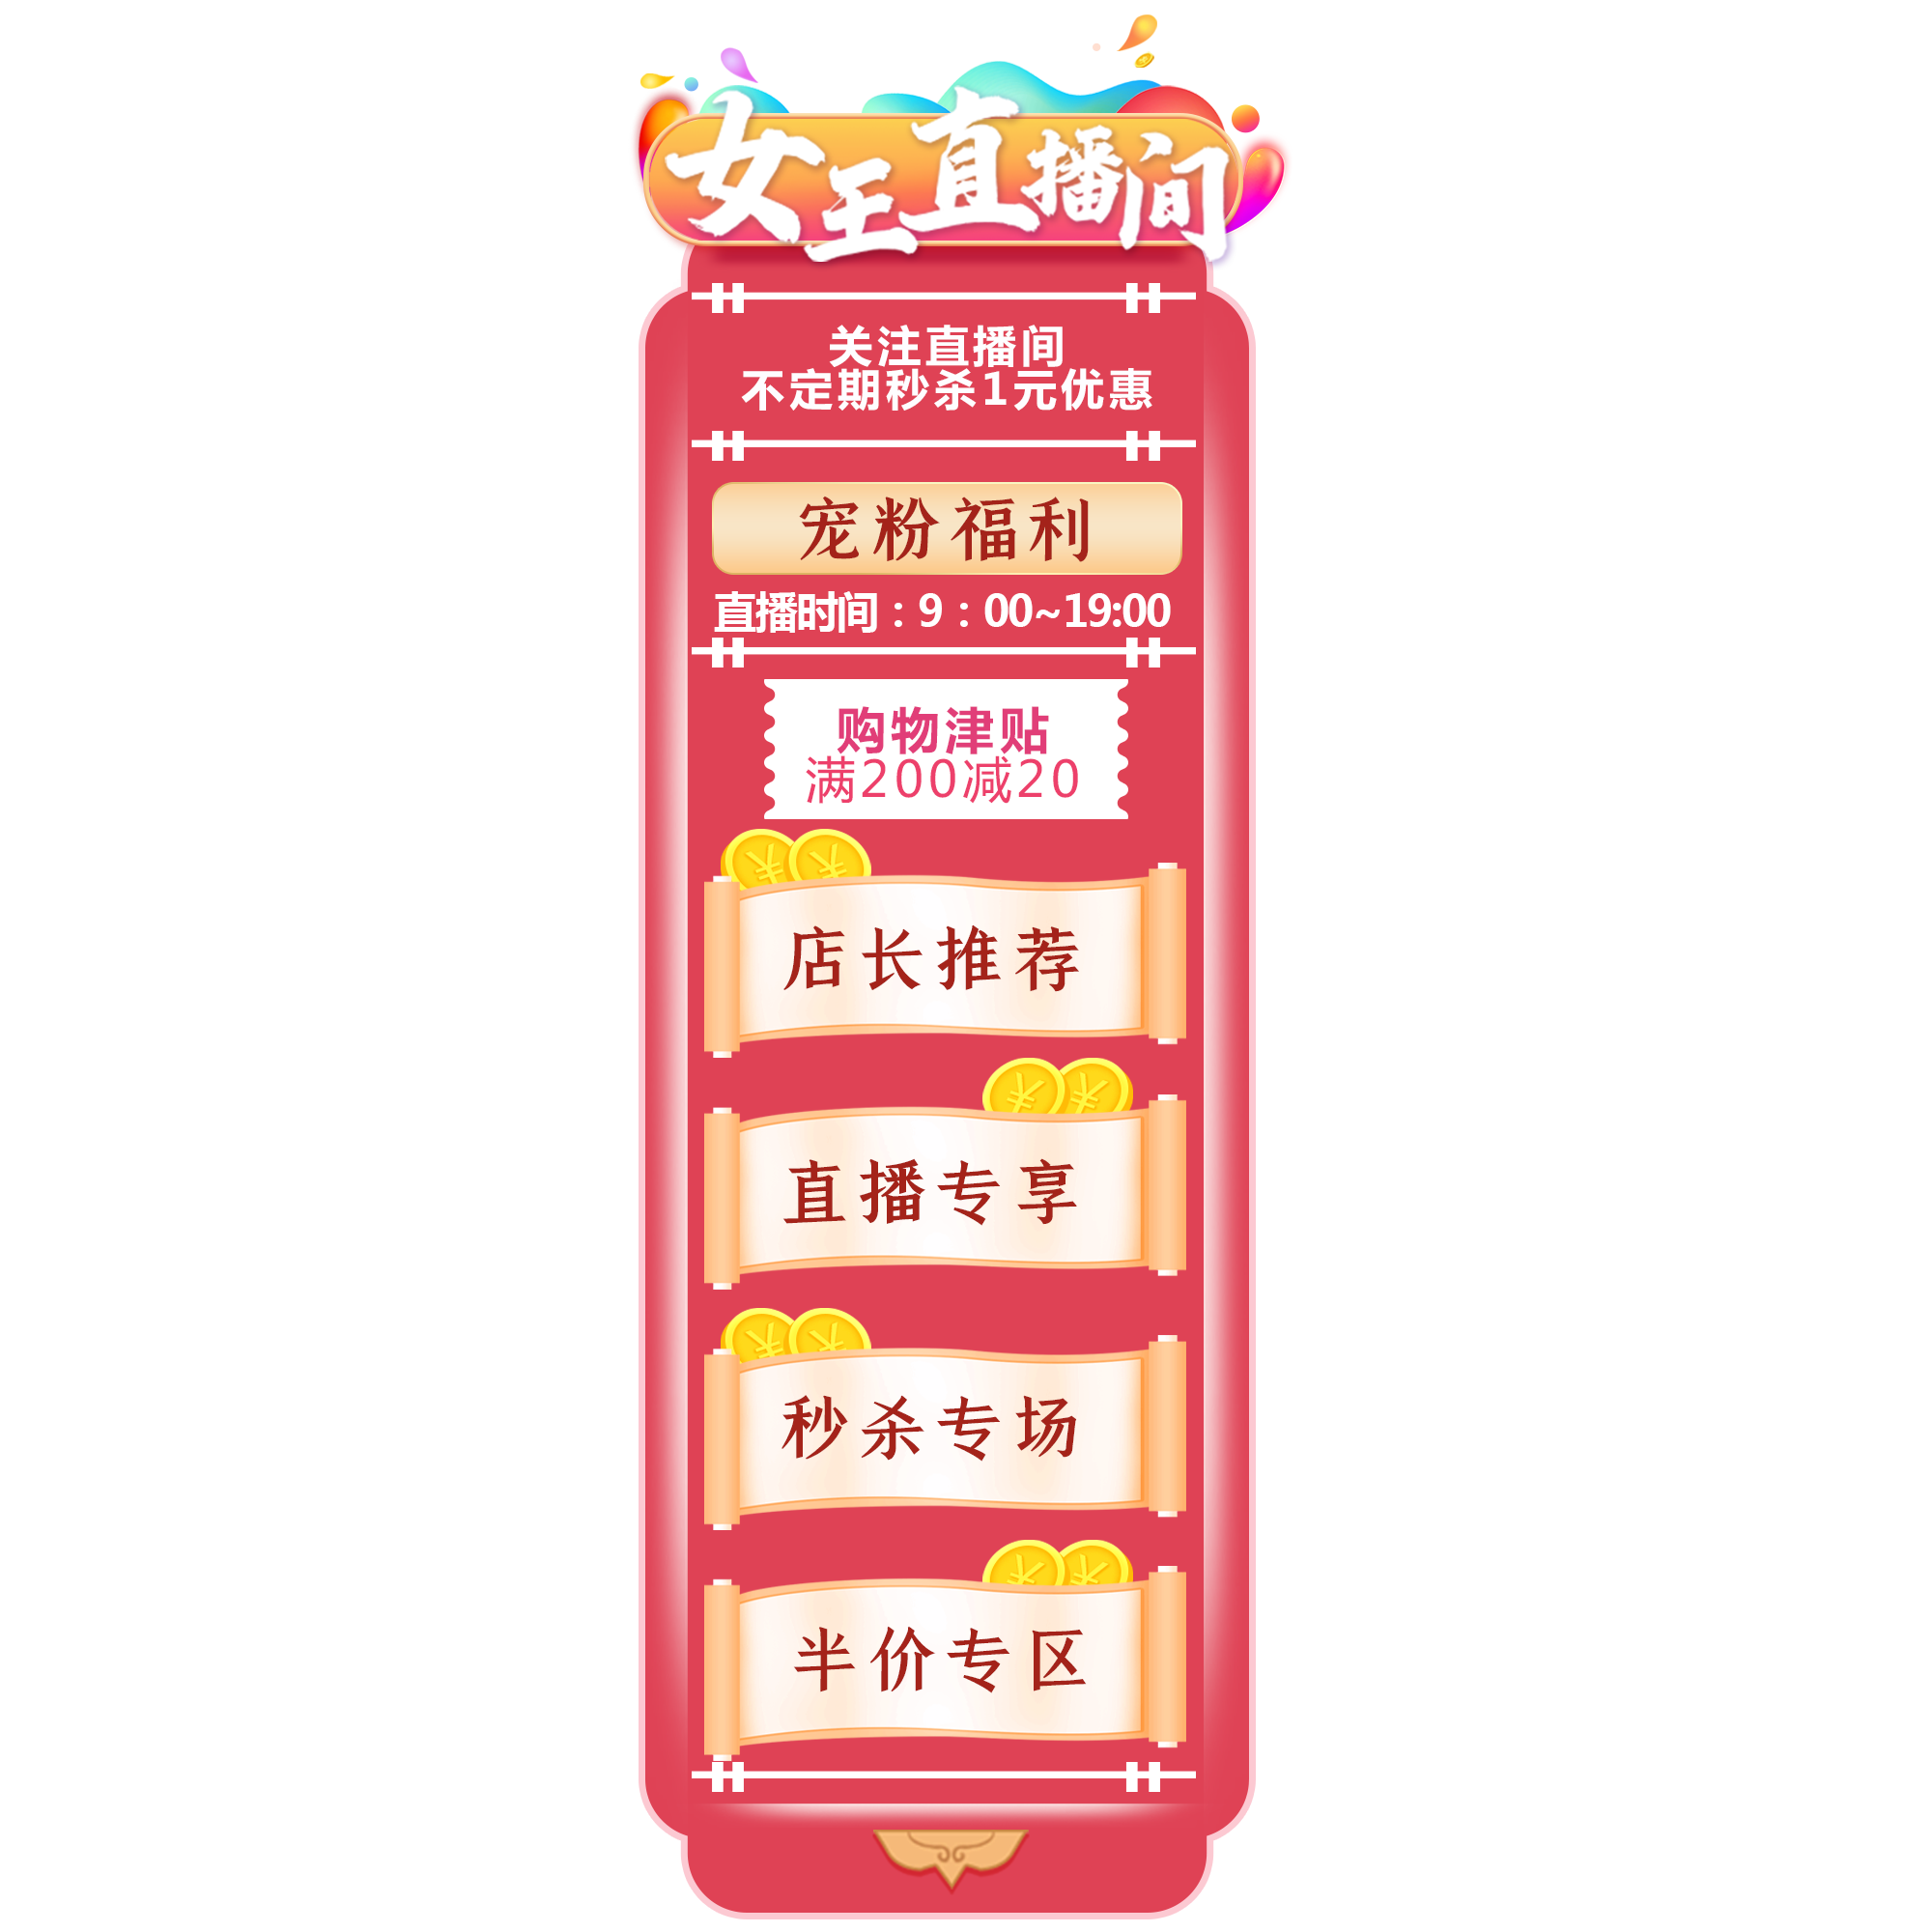 女王直播间
关注直播间
不定期秒杀1元优惠
宠粉福利
直播时间：9：00~19:00
购物津贴
满200减20
店长推荐
直播专享
秒杀专场
半价专区